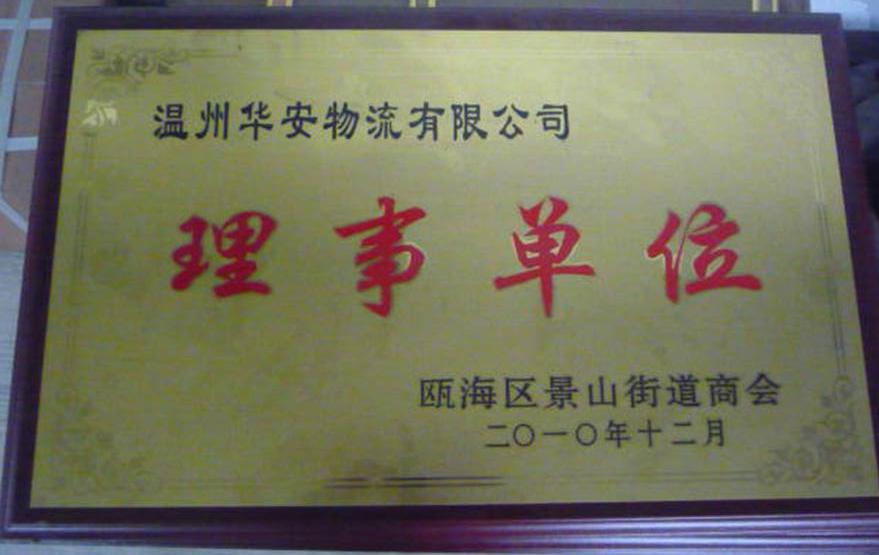 温州华安物流有限公司
理事单位
瓯海区景山街道商会
二〇一〇年十二月